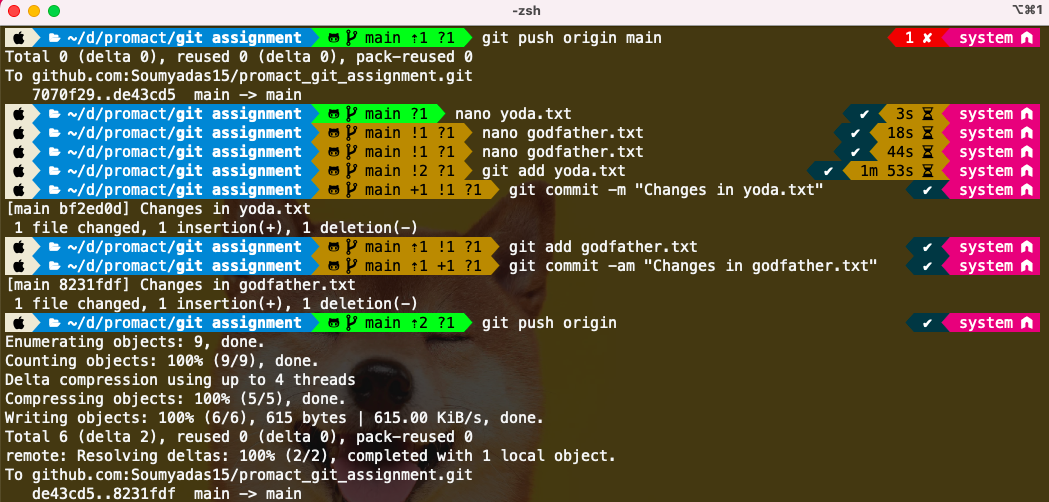 -zsh ⌥⌘1
~/d/promact/git assignment main ↑1 ?1 git push origin main 1 ✘ system
Total 0 (delta 0), reused 0 (delta 0), pack-reused 0
To github.com:Soumyadas15/promact_git_assignment.git
7070f29..de43cd5 main -> main
~/d/promact/git assignment main ?1 nano yoda.txt ✔ 3s system
~/d/promact/git assignment main !1 ?1 nano godfather.txt ✔ 18s system
~/d/promact/git assignment main !1 ?1 nano godfather.txt ✔ 44s system
~/d/promact/git assignment main !2 ?1 git add yoda.txt ✔ 1m 53s system
~/d/promact/git assignment main +1 !1 ?1 git commit -m "Changes in yoda.txt" ✔ system
[main bf2ed0d] Changes in yoda.txt
1 file changed, 1 insertion(+), 1 deletion(-)
~/d/promact/git assignment main ↑1 !1 ?1 git add godfather.txt ✔ system
~/d/promact/git assignment main ↑1 +1 ?1 git commit -am "Changes in godfather.txt" ✔ system
[main 8231fdf] Changes in godfather.txt
1 file changed, 1 insertion(+), 1 deletion(-)
~/d/promact/git assignment main ↑2 ?1 git push origin ✔ system
Enumerating objects: 9, done.
Counting objects: 100% (9/9), done.
Delta compression using up to 4 threads
Compressing objects: 100% (5/5), done.
Writing objects: 100% (6/6), 615 bytes | 615.00 KiB/s, done.
Total 6 (delta 2), reused 0 (delta 0), pack-reused 0
remote: Resolving deltas: 100% (2/2), completed with 1 local object.
To github.com:Soumyadas15/promact_git_assignment.git
de43cd5..8231fdf main -> main